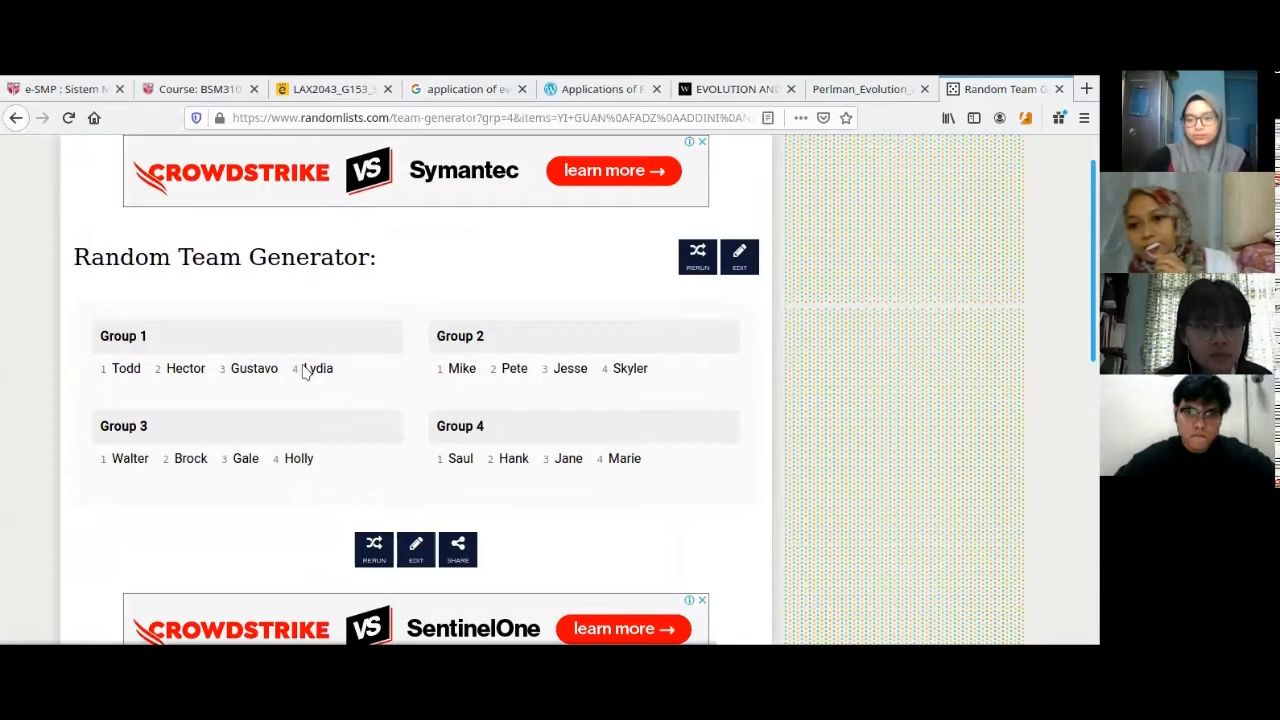 e-SMP : Sistem M
Course: BSM310
LAX2043_G153_S
application of ev
Applications of F
EVOLUTION AND
Perlman_Evolution_
Random Team G
https://www.randomlists.com/team-generator?grp=4&items=YI+GUAN%0AFADZ%0AADDINI%0AN
CROWDSTRIKE VS Symantec learn more →
Random Team Generator:
RERUN
EDIT
Group 1
1 Todd 2 Hector 3 Gustavo 4 Lydia
Group 2
1 Mike 2 Pete 3 Jesse 4 Skyler
Group 3
1 Walter 2 Brock 3 Gale 4 Holly
Group 4
1 Saul 2 Hank 3 Jane 4 Marie
RERUN
EDIT
SHARE
CROWDSTRIKE VS SentinelOne learn more →